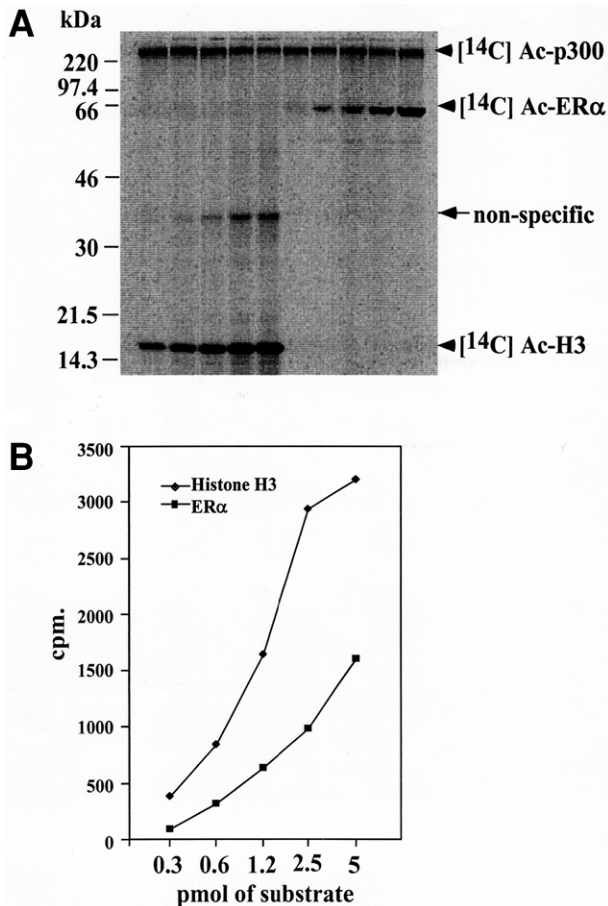 A
kDa
220
97.4
66
46
30
21.5
14.3
[14C] Ac-p300
[14C] Ac-ERα
non-specific
[14C] Ac-H3
B
3500
3000
2500
2000
1500
1000
500
0
cpm.
Histone H3
ERα
0.3 0.6 1.2 2.5 5
pmol of substrate